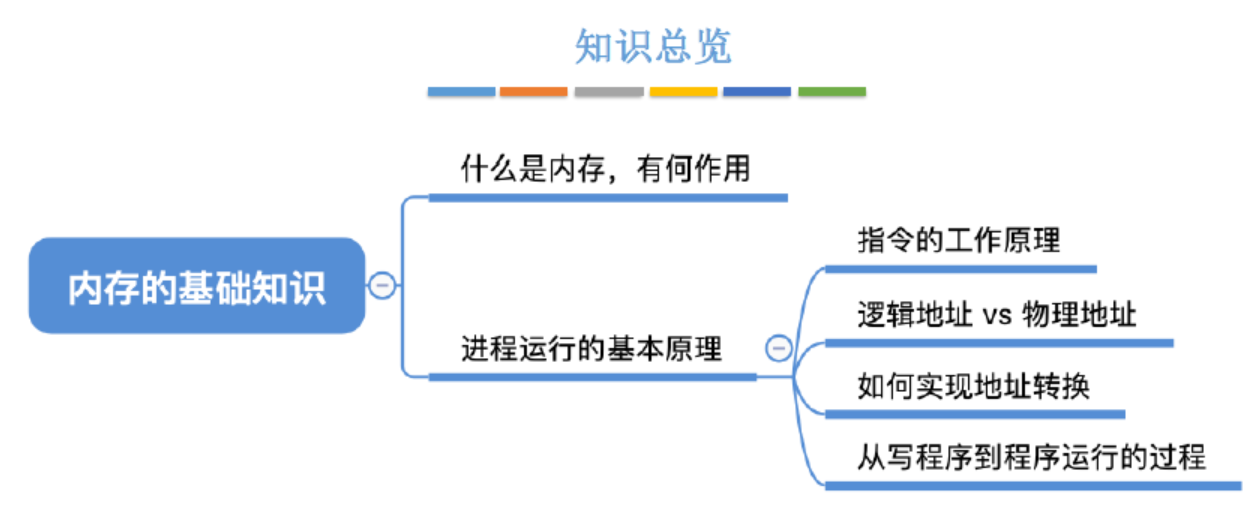 知识总览
什么是内存，有何作用
指令的工作原理
内存的基础知识
逻辑地址 vs 物理地址
进程运行的基本原理
如何实现地址转换
从写程序到程序运行的过程